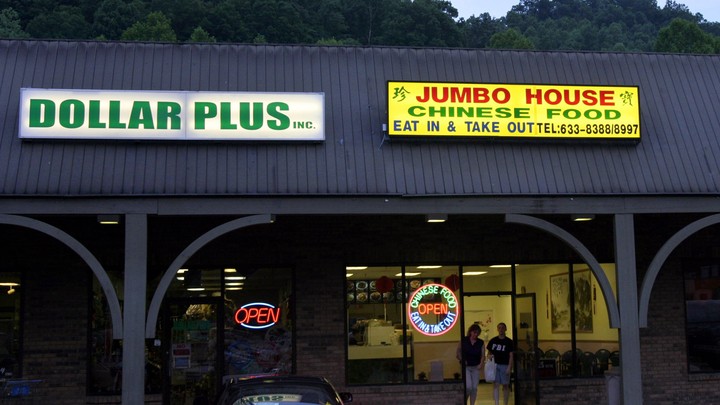 DOLLAR PLUS INC.
珍 JUMBO HOUSE 寶
CHINESE FOOD
EAT IN & TAKE OUT TEL:633-8388/8997
OPEN
CHINESE FOOD
OPEN
EAT IN & TAKE OUT
FBI